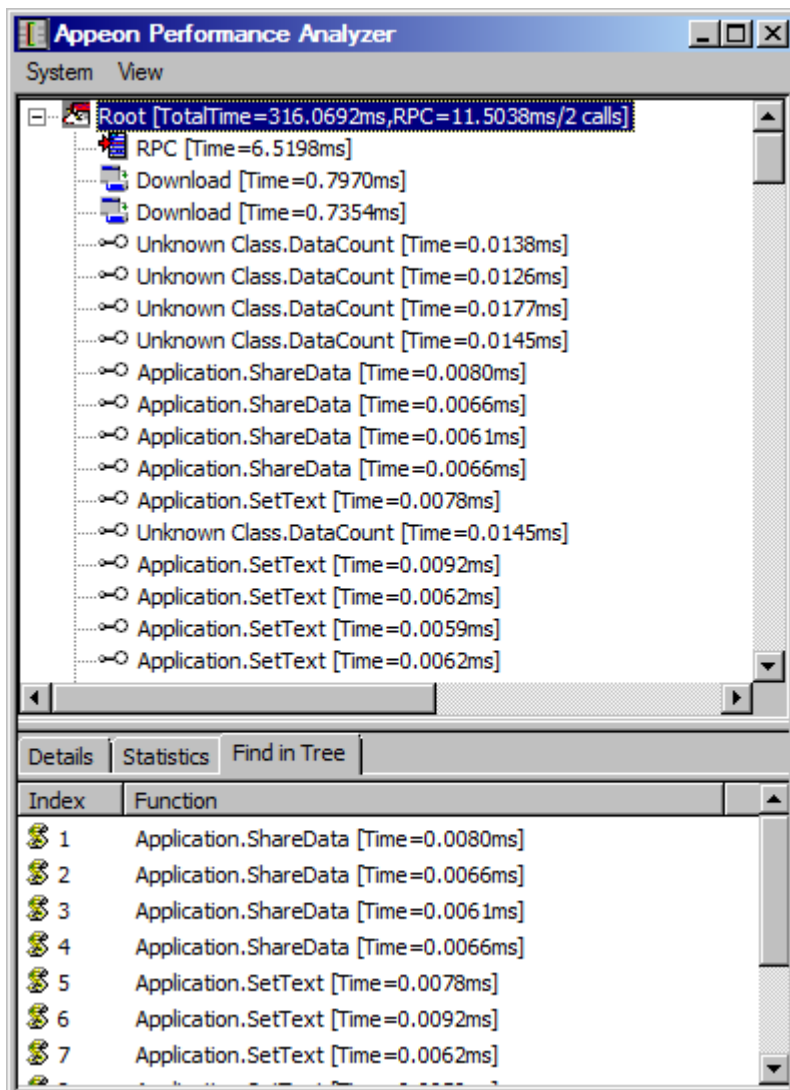 Appeon Performance Analyzer
System View
Root [TotalTime=316.0692ms,RPC=11.5038ms/2 calls]
RPC [Time=6.5198ms]
Download [Time=0.7970ms]
Download [Time=0.7354ms]
Unknown Class.DataCount [Time=0.0138ms]
Unknown Class.DataCount [Time=0.0126ms]
Unknown Class.DataCount [Time=0.0177ms]
Unknown Class.DataCount [Time=0.0145ms]
Application.ShareData [Time=0.0080ms]
Application.ShareData [Time=0.0066ms]
Application.ShareData [Time=0.0061ms]
Application.ShareData [Time=0.0066ms]
Application.SetText [Time=0.0078ms]
Unknown Class.DataCount [Time=0.0145ms]
Application.SetText [Time=0.0092ms]
Application.SetText [Time=0.0062ms]
Application.SetText [Time=0.0059ms]
Application.SetText [Time=0.0062ms]
Details Statistics Find in Tree
Index Function
1 Application.ShareData [Time=0.0080ms]
2 Application.ShareData [Time=0.0066ms]
3 Application.ShareData [Time=0.0061ms]
4 Application.ShareData [Time=0.0066ms]
5 Application.SetText [Time=0.0078ms]
6 Application.SetText [Time=0.0092ms]
7 Application.SetText [Time=0.0062ms]